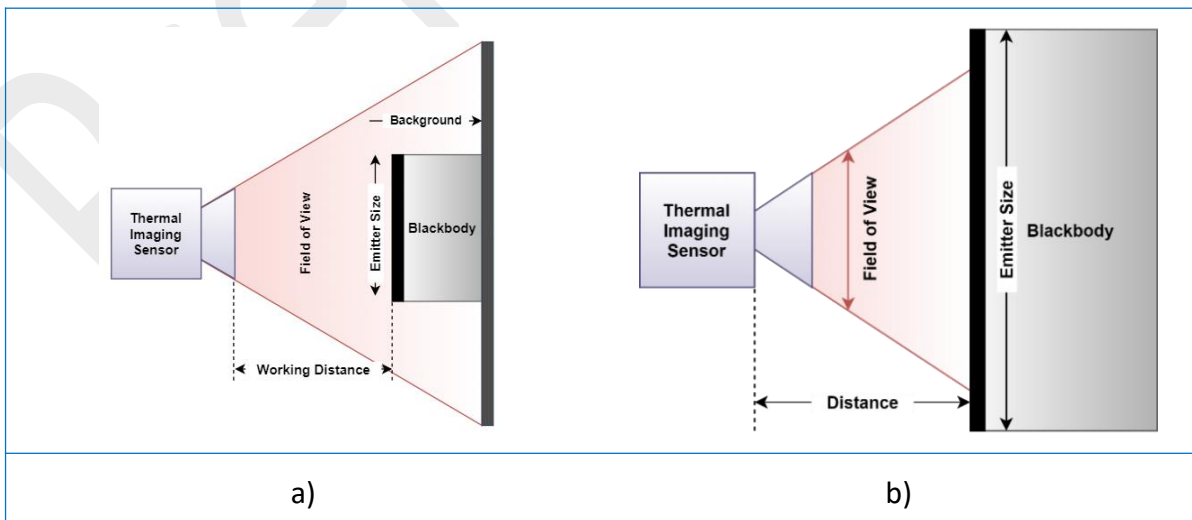 Background
Thermal
Imaging
Sensor
Field of View
Emitter Size
Blackbody
Working Distance
Thermal
Imaging
Sensor
Field of View
Emitter Size
Blackbody
Distance
a)
b)